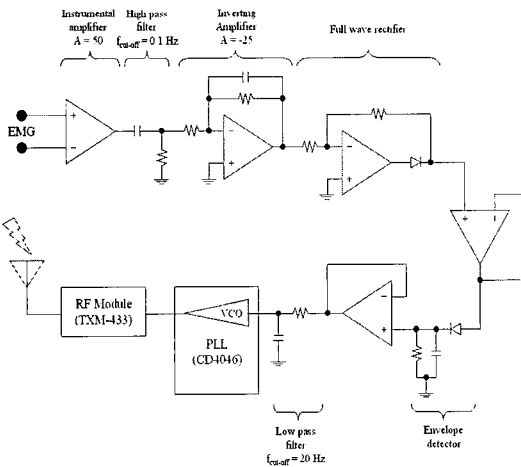 Instrumental
amplifier
A = 50
High pass
filter
fcut-off = 0.1 Hz
Inverting
Amplifier
A = -25
Full wave rectifier
EMG
+
−
−
+
−
+
+
−
RF Module
(TXM-433)
VCO
PLL
(CD4046)
−
+
Low pass
filter
fcut-off = 20 Hz
Envelope
detector